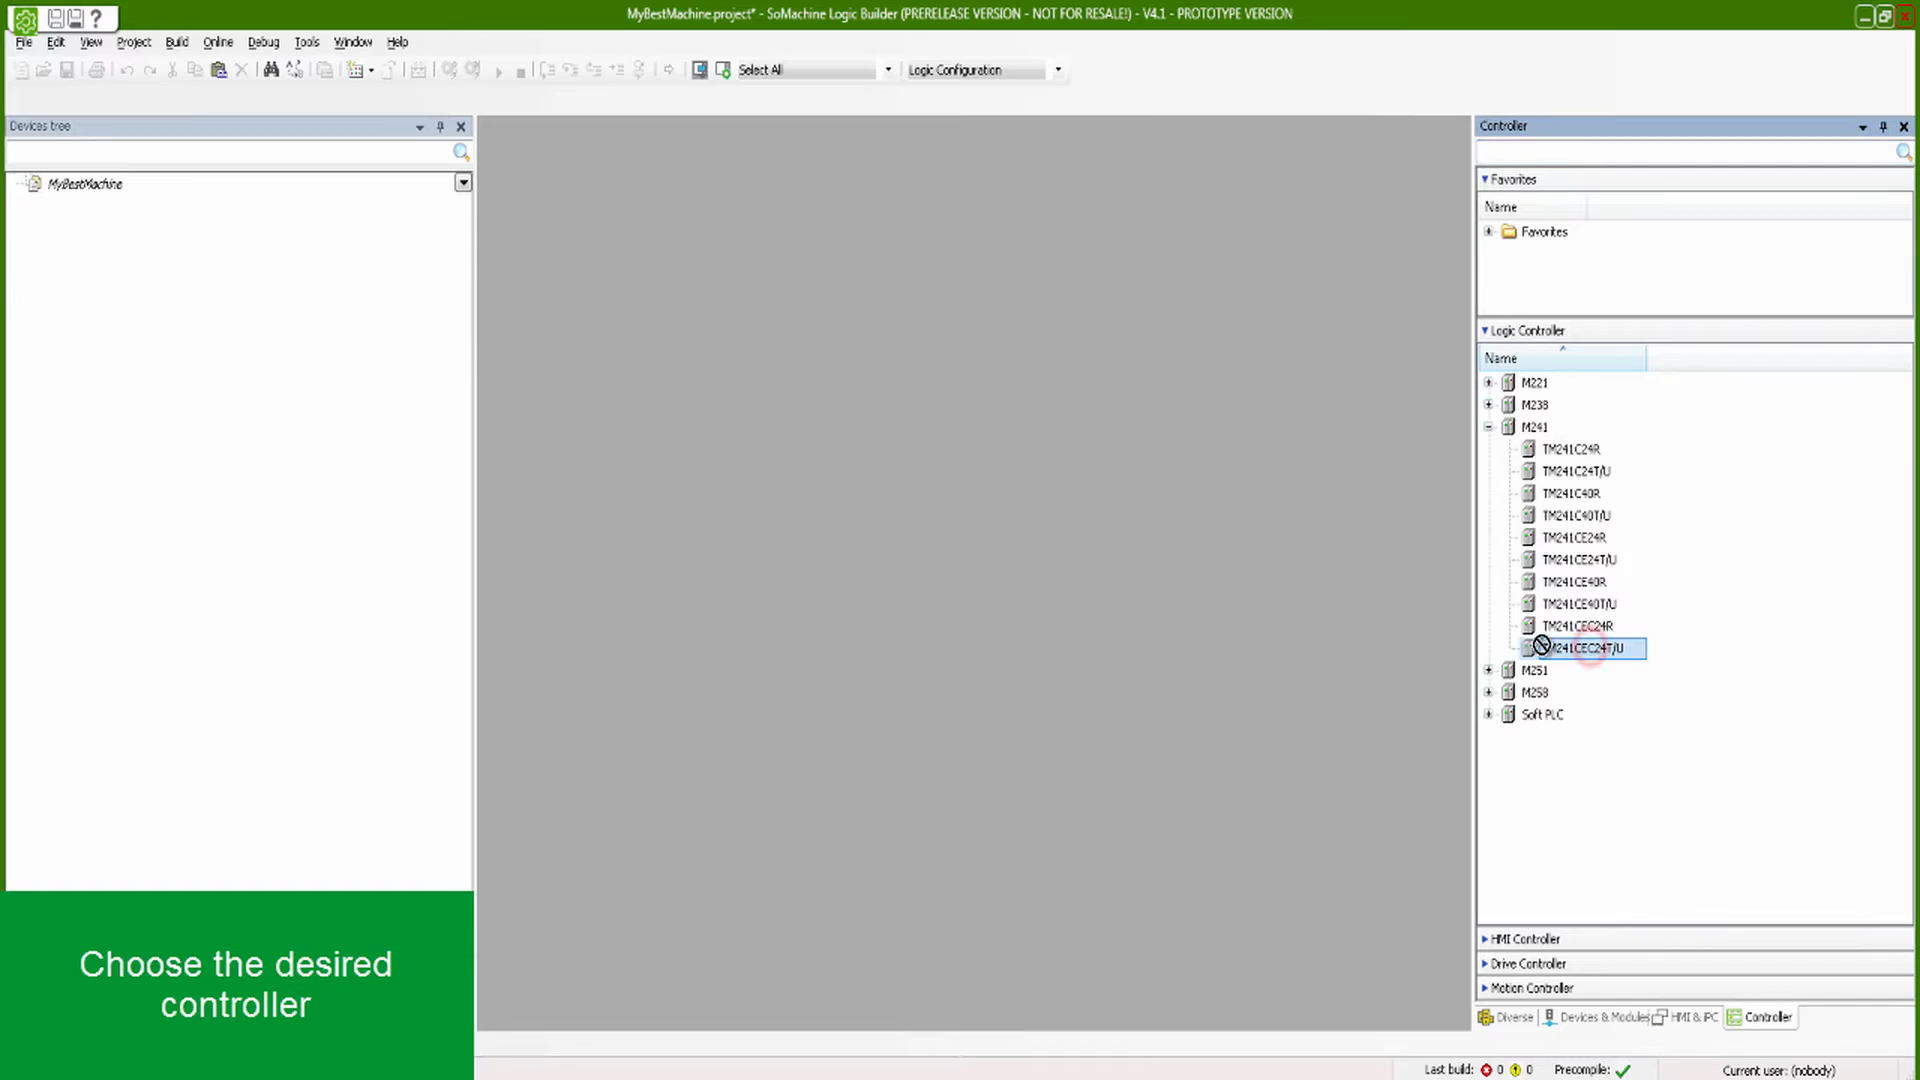 MyBestMachine.project* - SoMachine Logic Builder (PRERELEASE VERSION - NOT FOR RESALE!) - V4.1 - PROTOTYPE VERSION
File Edit View Project Build Online Debug Tools Window Help
Select All
Logic Configuration
Devices tree
MyBestMachine
Controller
Favorites
Name
Favorites
Logic Controller
Name
M221
M238
M241
TM241C24R
TM241C24T/U
TM241C40R
TM241C40T/U
TM241CE24R
TM241CE24T/U
TM241CE40R
TM241CE40T/U
TM241CEC24R
M241CEC24T/U
M251
M258
Soft PLC
HMI Controller
Drive Controller
Motion Controller
Diverse Devices & Modules HMI & iPC Controller
Choose the desired
controller
Last build: 0 0 Precompile: Current user: (nobody)